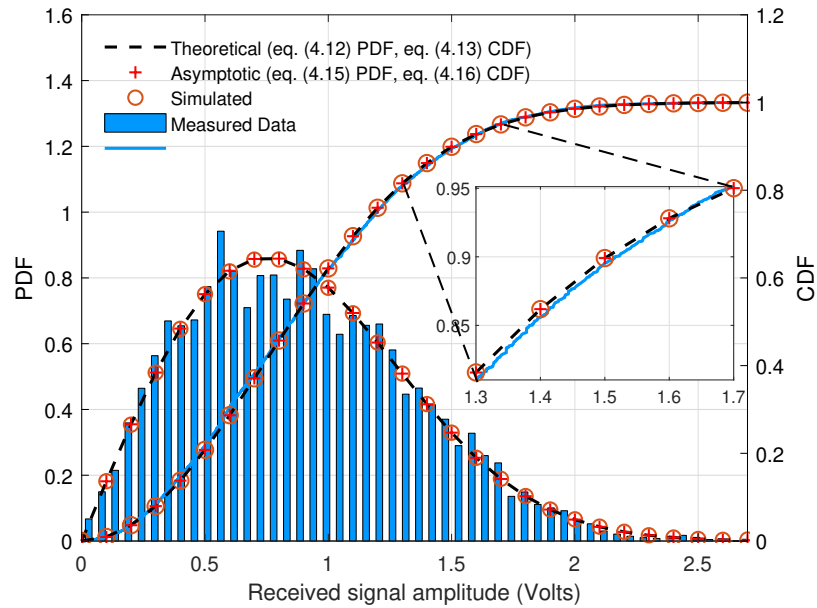 1.6
1.4
1.2
1
0.8
0.6
0.4
0.2
0
PDF
Theoretical (eq. (4.12) PDF, eq. (4.13) CDF)
Asymptotic (eq. (4.15) PDF, eq. (4.16) CDF)
Simulated
Measured Data
0.95
0.9
0.85
1.3 1.4 1.5 1.6 1.7
1.2
1
0.8
0.6
0.4
0.2
0
CDF
0 0.5 1 1.5 2 2.5
Received signal amplitude (Volts)